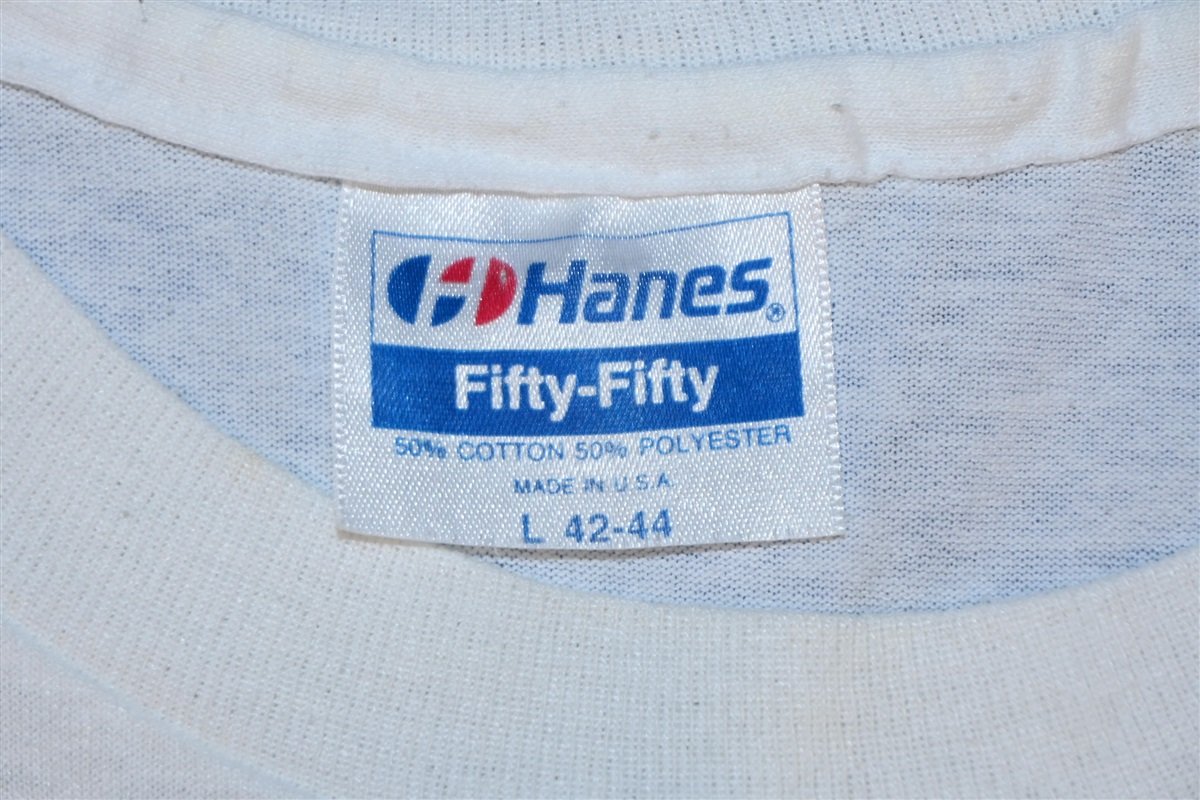 Hanes®
Fifty-Fifty
50% COTTON 50% POLYESTER
MADE IN U.S.A.
L 42-44